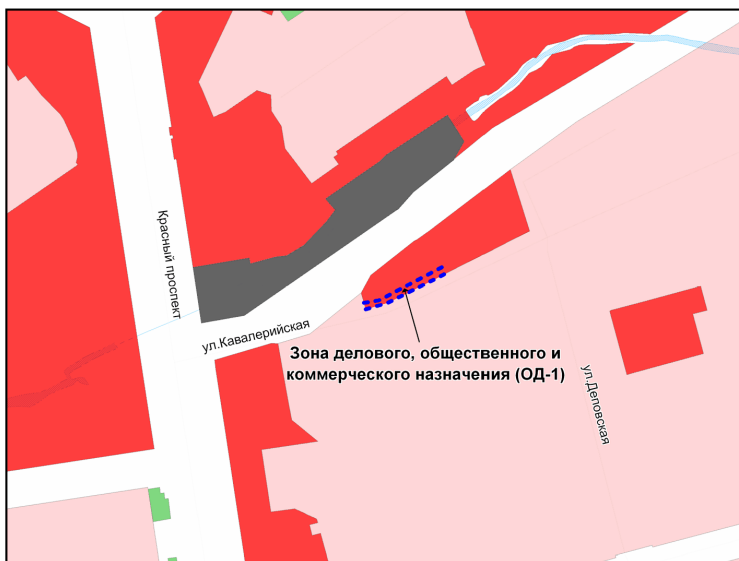 Красный проспект
ул.Кавалерийская
Зона делового, общественного и
коммерческого назначения (ОД-1)
ул.Деповская